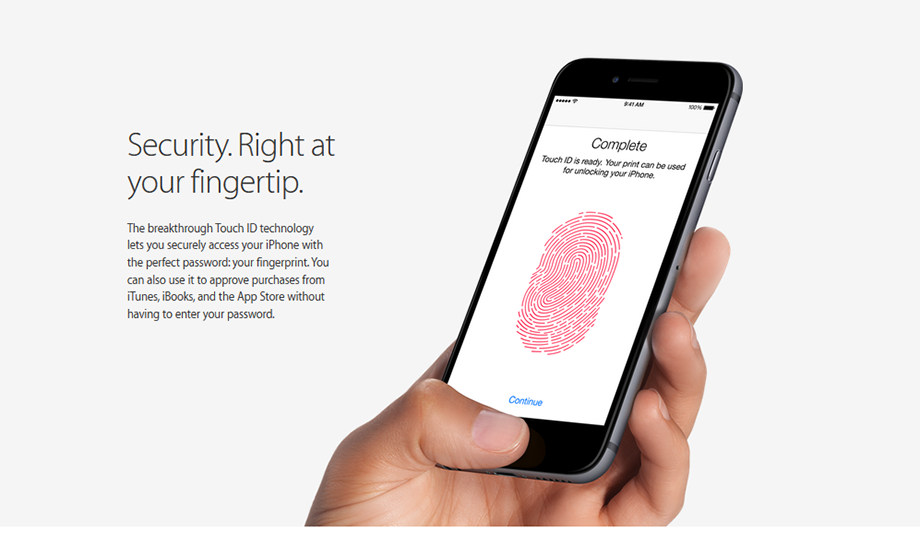 Security. Right at
your fingertip.
The breakthrough Touch ID technology
lets you securely access your iPhone with
the perfect password: your fingerprint. You
can also use it to approve purchases from
iTunes, iBooks, and the App Store without
having to enter your password.
9:41 AM
100%
Complete
Touch ID is ready. Your print can be used
for unlocking your iPhone.
Continue